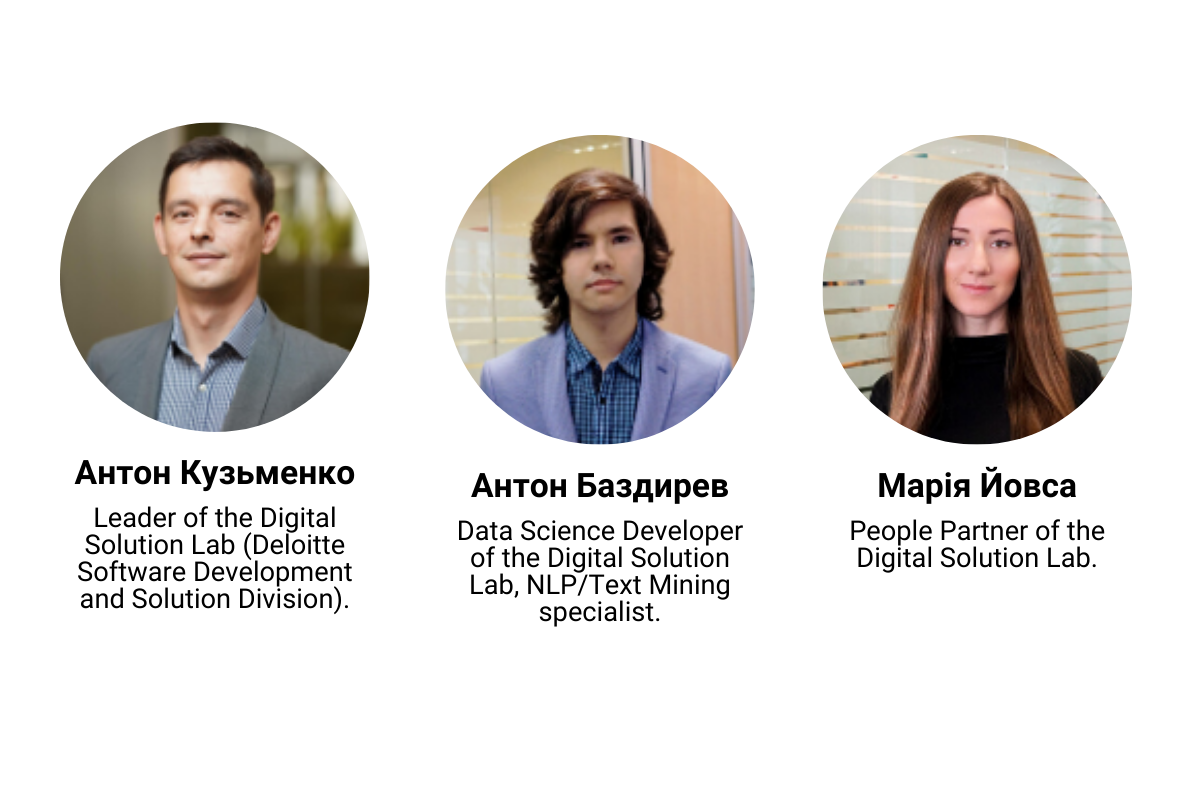 Антон Кузьменко
Leader of the Digital
Solution Lab (Deloitte
Software Development
and Solution Division).
Антон Баздирев
Data Science Developer
of the Digital Solution
Lab, NLP/Text Mining
specialist.
Марія Йовса
People Partner of the
Digital Solution Lab.